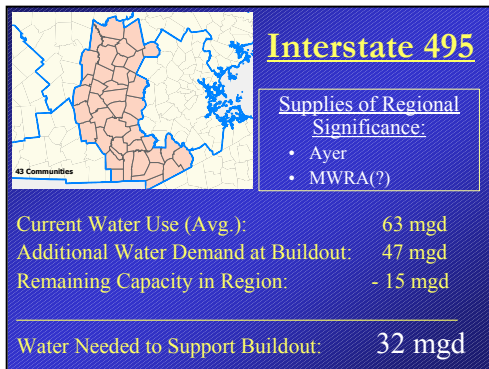 Interstate 495
43 Communities
Supplies of Regional
Significance:
• Ayer
• MWRA(?)
Current Water Use (Avg.): 63 mgd
Additional Water Demand at Buildout: 47 mgd
Remaining Capacity in Region: - 15 mgd
Water Needed to Support Buildout: 32 mgd